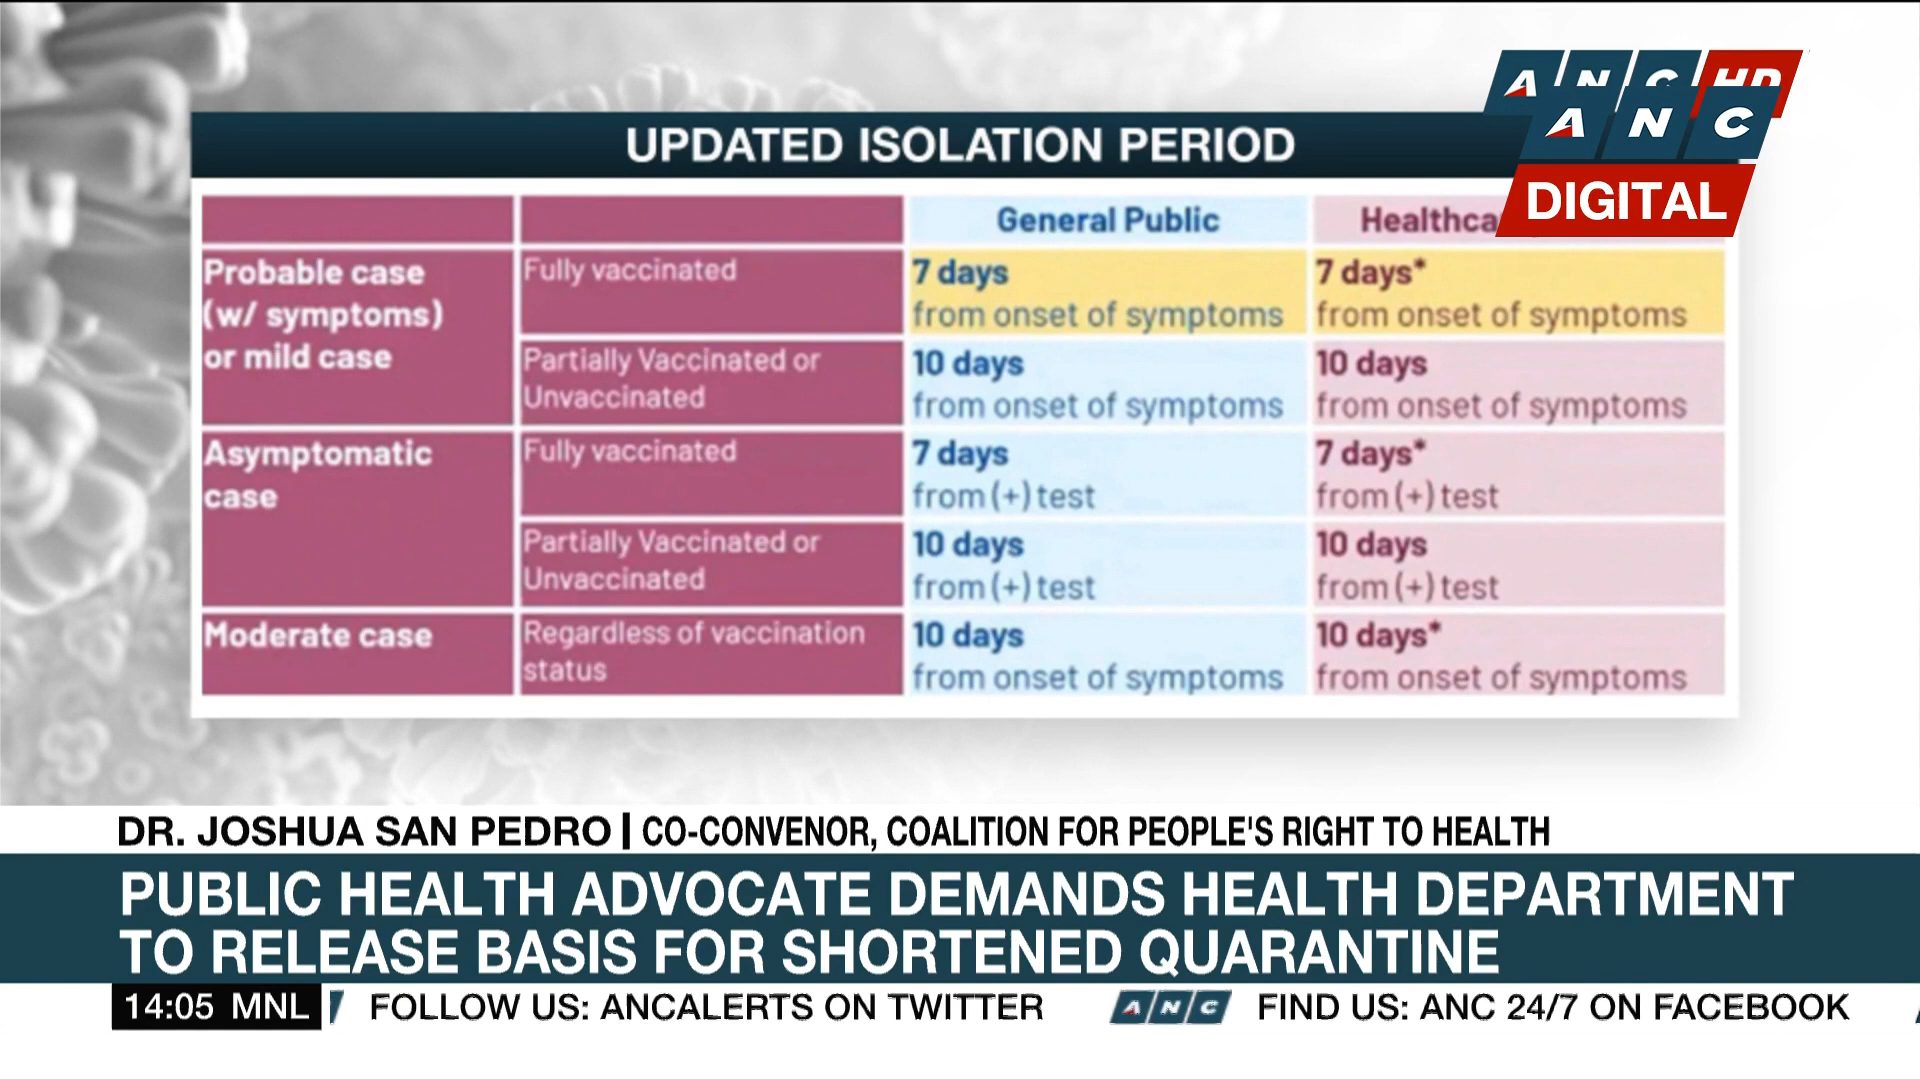 ANC HD
ANC
DIGITAL
UPDATED ISOLATION PERIOD
General Public
Probable case
(w/ symptoms)
or mild case
Fully vaccinated
7 days
from onset of symptoms
7 days*
from onset of symptoms
Partially Vaccinated or
Unvaccinated
10 days
from onset of symptoms
10 days
from onset of symptoms
Asymptomatic
case
Fully vaccinated
7 days
from (+) test
7 days*
from (+) test
Partially Vaccinated or
Unvaccinated
10 days
from (+) test
10 days
from (+) test
Moderate case
Regardless of vaccination
status
10 days
from onset of symptoms
10 days*
from onset of symptoms
DR. JOSHUA SAN PEDRO | CO-CONVENOR, COALITION FOR PEOPLE'S RIGHT TO HEALTH
PUBLIC HEALTH ADVOCATE DEMANDS HEALTH DEPARTMENT
TO RELEASE BASIS FOR SHORTENED QUARANTINE
14:05 MNL FOLLOW US: ANCALERTS ON TWITTER ANC FIND US: ANC 24/7 ON FACEBOOK